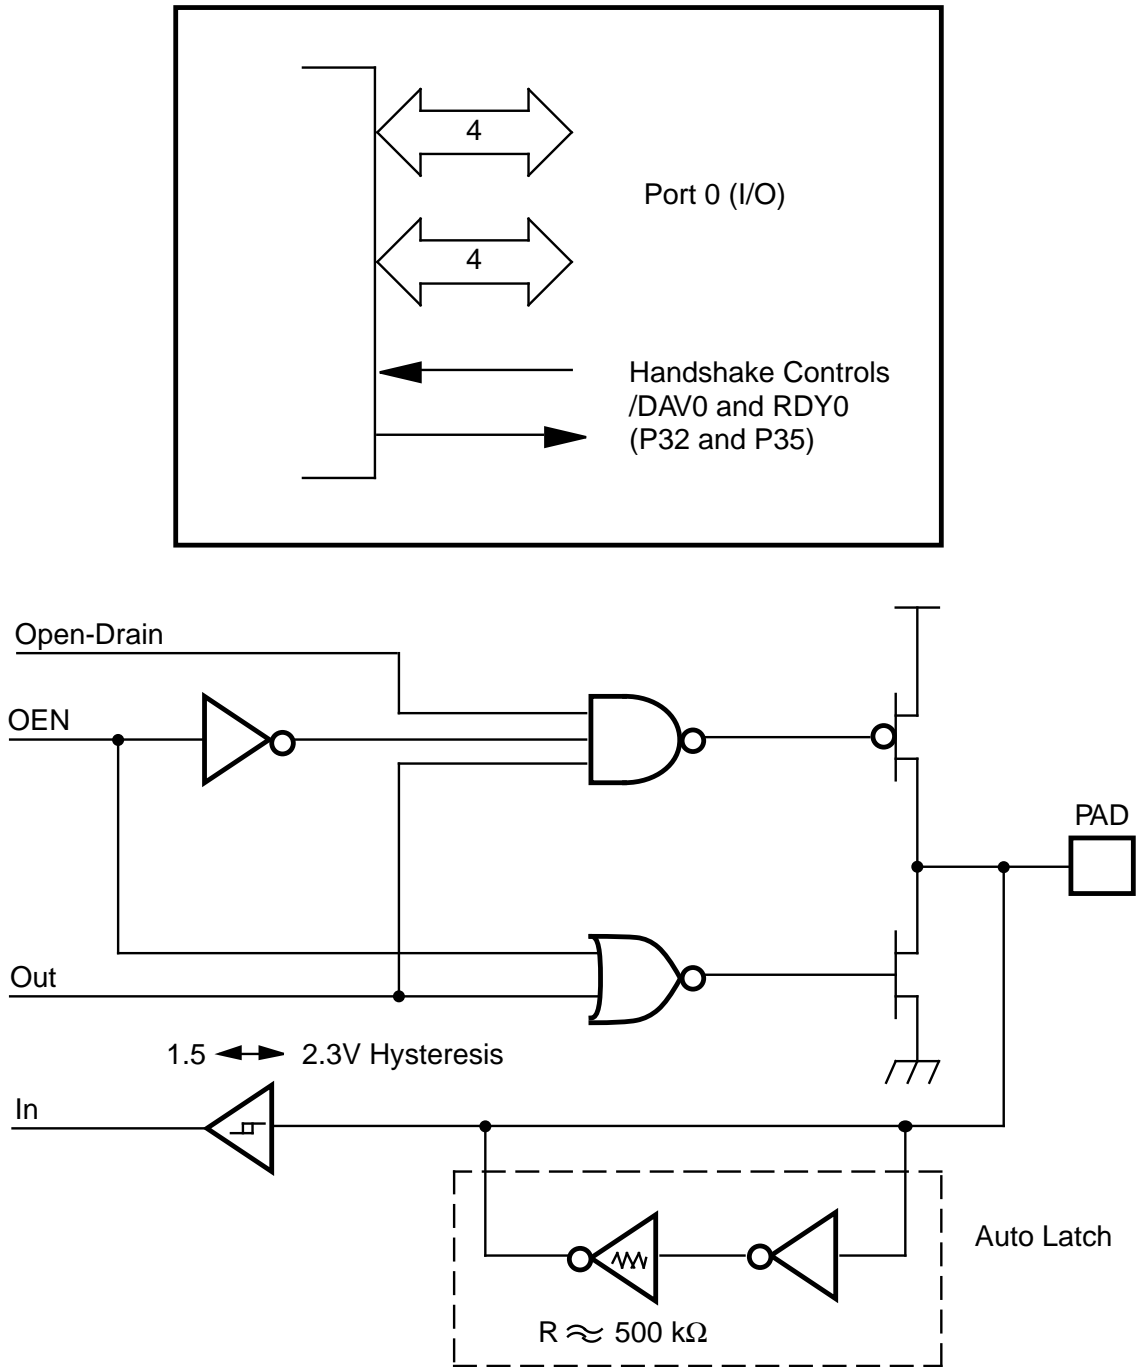 4
Port 0 (I/O)
4
Handshake Controls
/DAV0 and RDY0
(P32 and P35)
Open-Drain
OEN
PAD
Out
1.5 2.3V Hysteresis
In
Auto Latch
R ≈ 500 kΩ